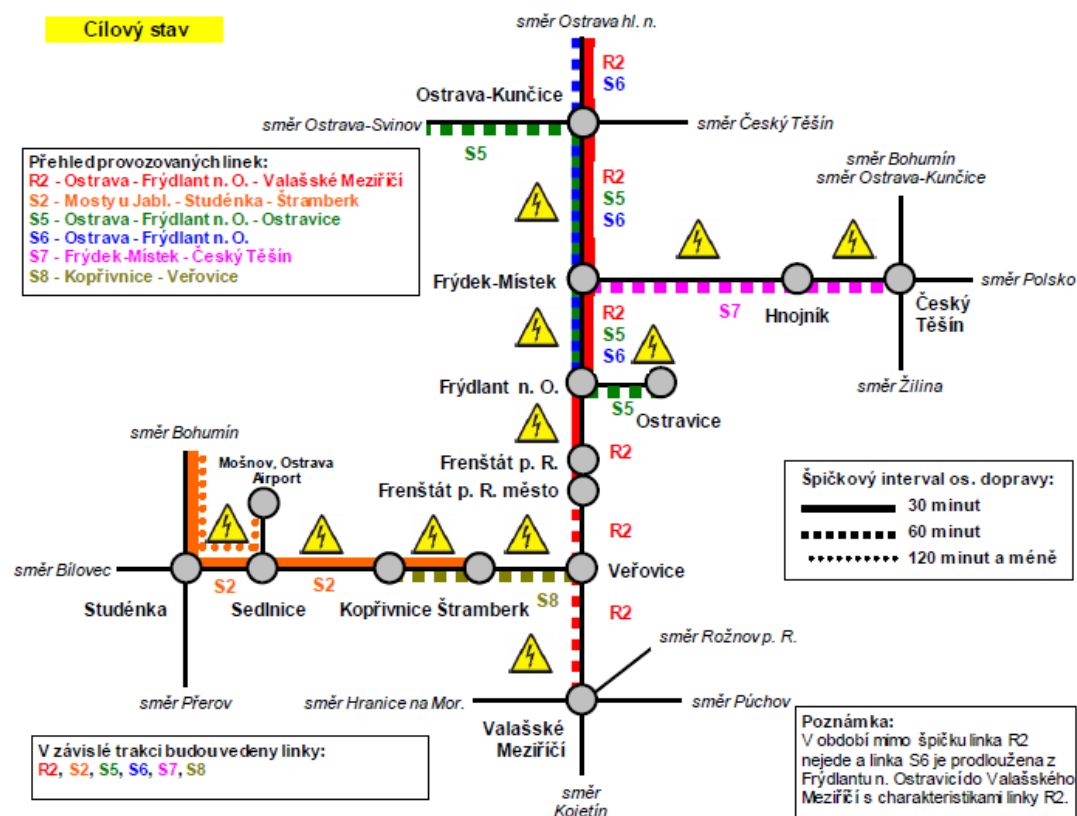 Cílový stav
směr Ostrava hl. n.
R2
S6
Ostrava-Kunčice
směr Ostrava-Svinov
směr Český Těšín
S5
Přehled provozovaných linek:
R2 - Ostrava - Frýdlant n. O. - Valašské Meziříčí
S2 - Mosty u Jabl. - Studénka - Štramberk
S5 - Ostrava - Frýdlant n. O. - Ostravice
S6 - Ostrava - Frýdlant n. O.
S7 - Frýdek-Místek - Český Těšín
S8 - Kopřivnice - Veřovice
R2
S5
S6
směr Bohumín
směr Ostrava-Kunčice
Frýdek-Místek
směr Polsko
S7
Hnojník
Český
Těšín
R2
S5
S6
Frýdlant n. O.
S5
Ostravice
směr Žilina
směr Bohumín
Mošnov, Ostrava
Airport
Frenštát p. R.
R2
Frenštát p. R. město
Špičkový interval os. dopravy:
30 minut
60 minut
120 minut a méně
R2
směr Bílovec
Veřovice
S2
S2
S8
Studénka
Sedlnice
Kopřivnice
Štramberk
R2
směr Rožnov p. R.
směr Přerov
směr Hranice na Mor.
směr Púchov
Valašské
Meziříčí
směr
Kojetín
V závislé trakci budou vedeny linky:
R2, S2, S5, S6, S7, S8
Poznámka:
V období mimo špičku linka R2
nejede a linka S6 je prodloužena z
Frýdlantu n. Ostravicí do Valašského
Meziříčí s charakteristikami linky R2.